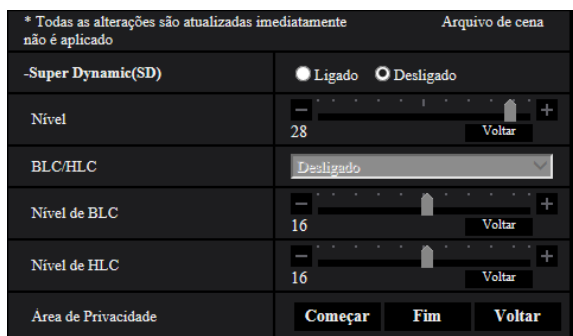 * Todas as alterações são atualizadas imediatamente Arquivo de cena
não é aplicado
-Super Dynamic(SD) Ligado Desligado
Nível
28 Voltar
BLC/HLC Desligado
Nível de BLC
16 Voltar
Nível de HLC
16 Voltar
Área de Privacidade Começar Fim Voltar